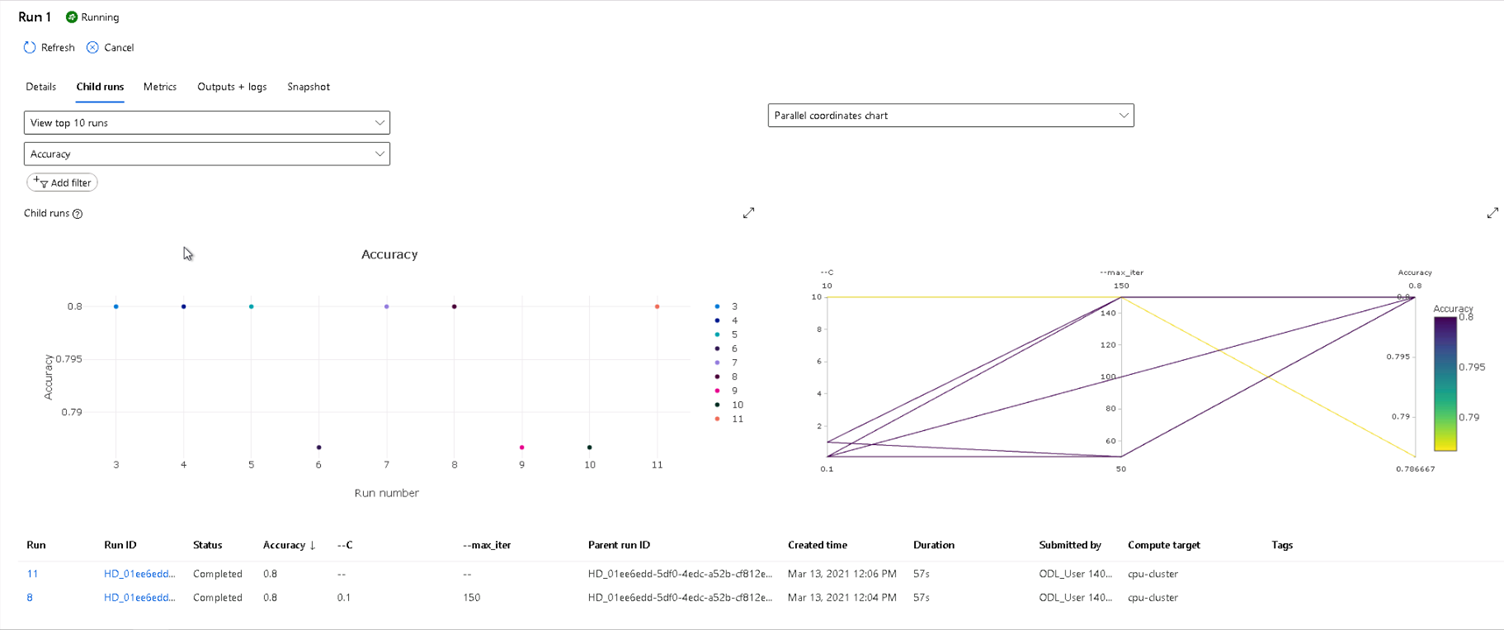 Run 1 Running
Refresh Cancel
Details Child runs Metrics Outputs + logs Snapshot
View top 10 runs
Parallel coordinates chart
Accuracy
Add filter
Child runs
Accuracy
0.8
0.795
0.79
Accuracy
3 4 5 6 7 8 9 10 11
Run number
3
4
5
6
7
8
9
10
11
--C --max_iter Accuracy
10 150 0.8
10
8
6
4
2
0.1
140
120
100
80
60
50
0.8
0.795
0.79
0.786667
Accuracy
0.8
0.795
0.79
Run Run ID Status Accuracy ↓ --C --max_iter Parent run ID Created time Duration Submitted by Compute target Tags
11 HD_01ee6edd... Completed 0.8 -- -- HD_01ee6edd-5df0-4edc-a52b-cf812e... Mar 13, 2021 12:06 PM 57s ODL_User 140... cpu-cluster
8 HD_01ee6edd... Completed 0.8 0.1 150 HD_01ee6edd-5df0-4edc-a52b-cf812e... Mar 13, 2021 12:04 PM 57s ODL_User 140... cpu-cluster